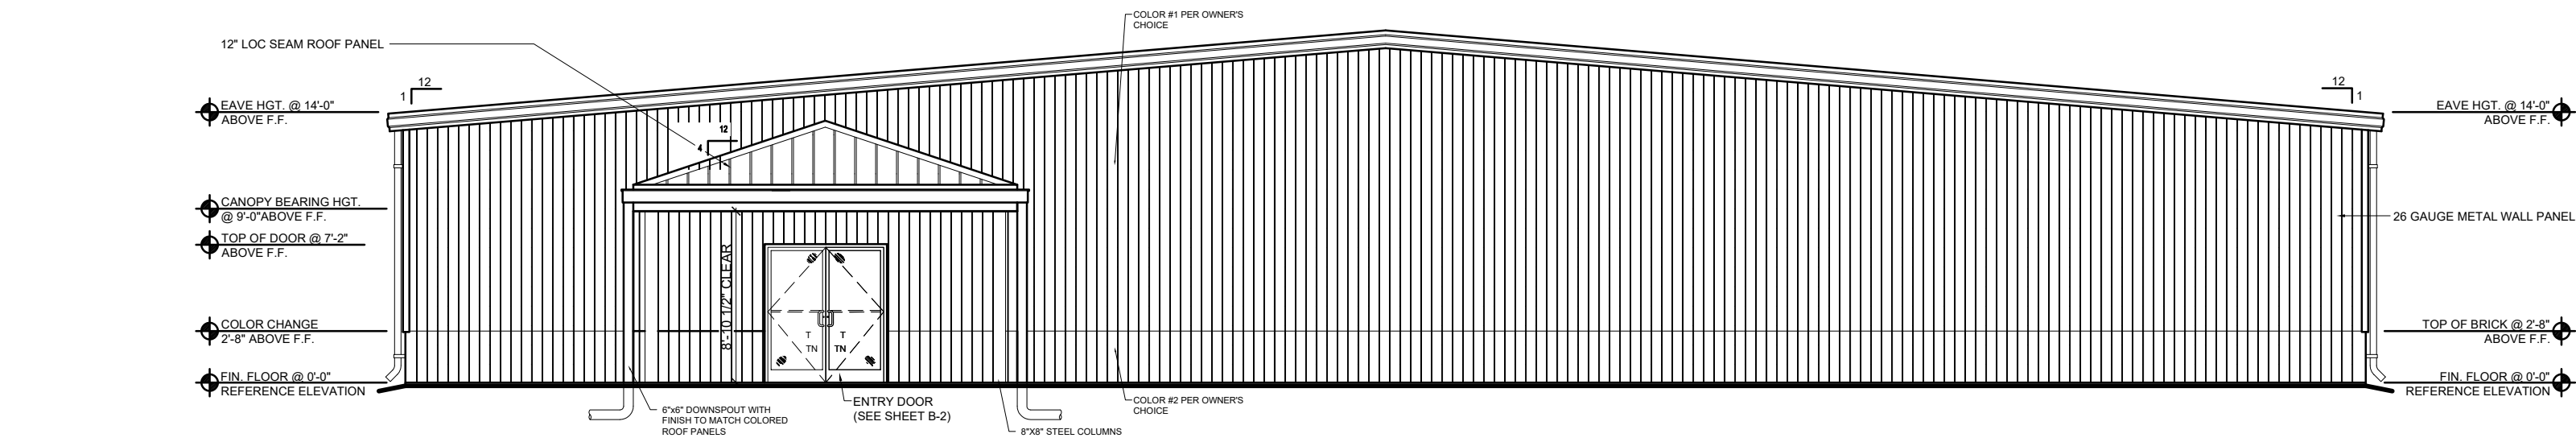 COLOR #1 PER OWNER'S
CHOICE
12" LOC SEAM ROOF PANEL
12
1
12
1
EAVE HGT. @ 14'-0"
ABOVE F.F.
EAVE HGT. @ 14'-0"
ABOVE F.F.
12
4
CANOPY BEARING HGT.
@ 9'-0"ABOVE F.F.
26 GAUGE METAL WALL PANEL
TOP OF DOOR @ 7'-2"
ABOVE F.F.
8'-10 1/2" CLEAR
COLOR CHANGE
2'-8" ABOVE F.F.
T
TN
T
TN
TOP OF BRICK @ 2'-8"
ABOVE F.F.
FIN. FLOOR @ 0'-0"
REFERENCE ELEVATION
FIN. FLOOR @ 0'-0"
REFERENCE ELEVATION
6"x6" DOWNSPOUT WITH
FINISH TO MATCH COLORED
ROOF PANELS
ENTRY DOOR
(SEE SHEET B-2)
8"X8" STEEL COLUMNS
COLOR #2 PER OWNER'S
CHOICE